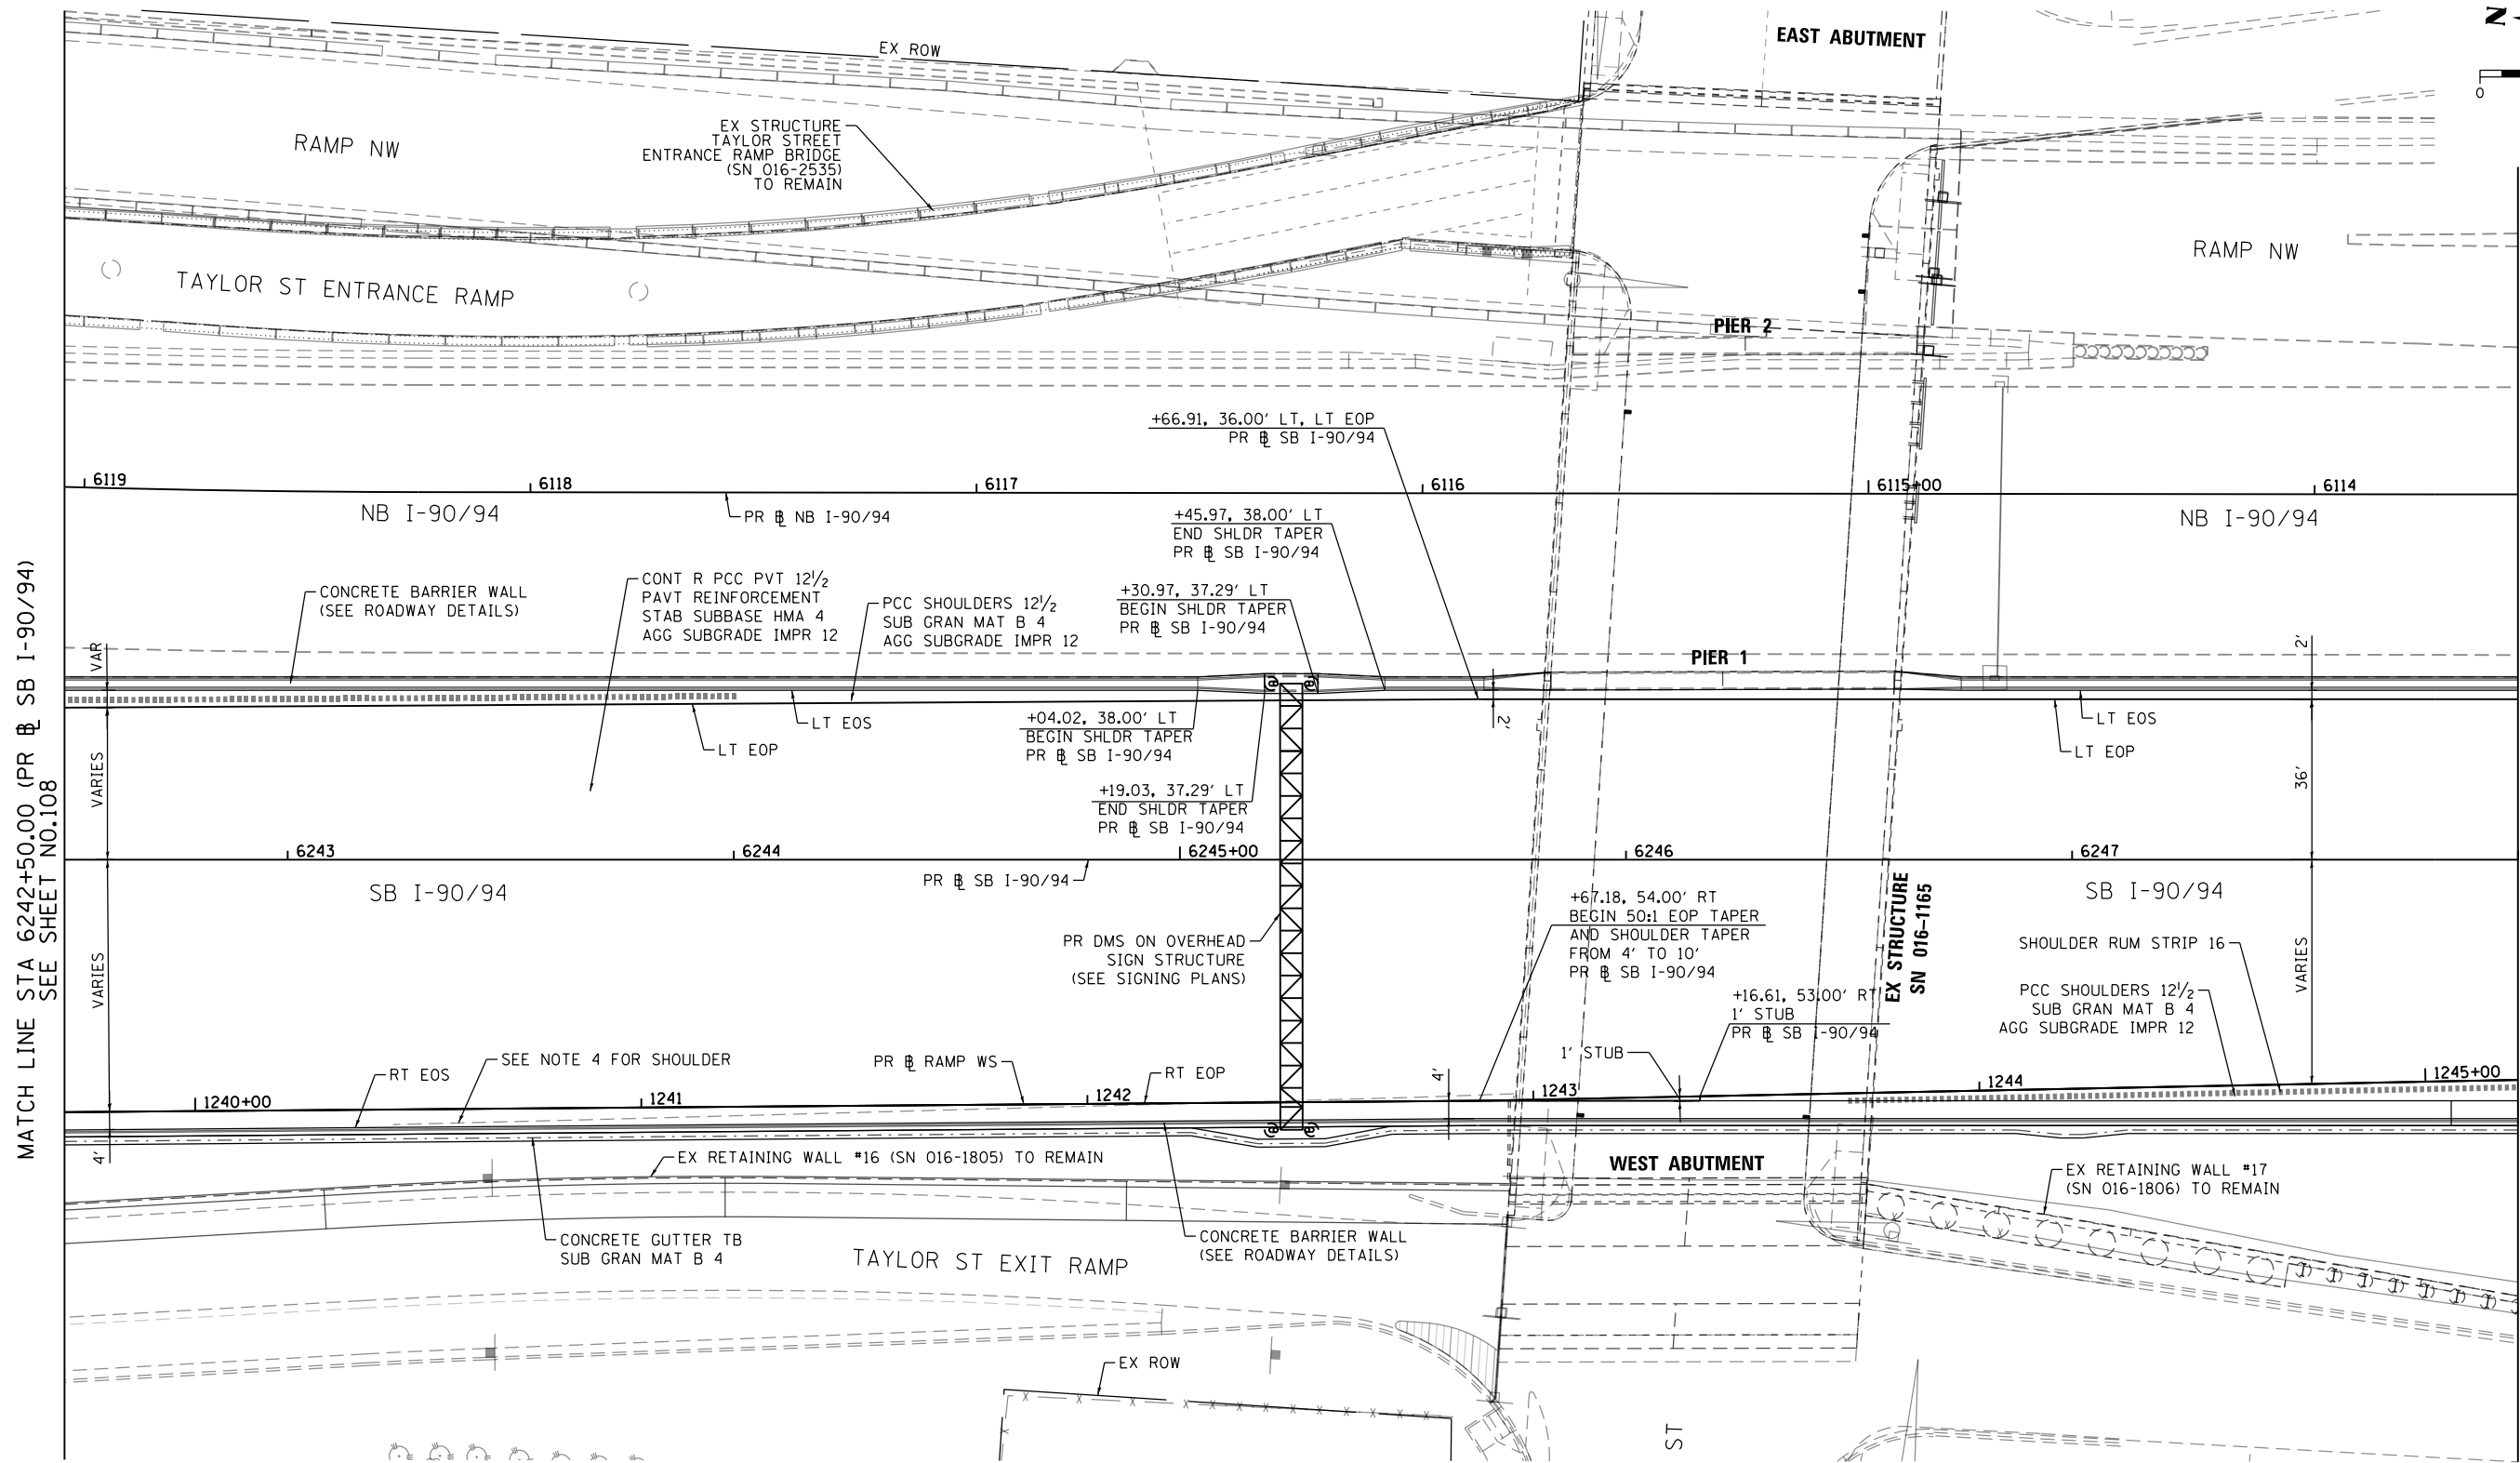 N
0
EAST ABUTMENT
EX ROW
RAMP NW
EX STRUCTURE
TAYLOR STREET
ENTRANCE RAMP BRIDGE
(SN 016-2535)
TO REMAIN
RAMP NW
TAYLOR ST ENTRANCE RAMP
PIER 2
+66.91, 36.00' LT, LT EOP
PR BL SB I-90/94
6119
6118
6117
6116
6115+00
6114
NB I-90/94
PR BL NB I-90/94
NB I-90/94
+45.97, 38.00' LT
END SHLDR TAPER
PR BL SB I-90/94
CONCRETE BARRIER WALL
(SEE ROADWAY DETAILS)
CONT R PCC PVT 12½
PAVT REINFORCEMENT
STAB SUBBASE HMA 4
AGG SUBGRADE IMPR 12
PCC SHOULDERS 12½
SUB GRAN MAT B 4
AGG SUBGRADE IMPR 12
+30.97, 37.29' LT
BEGIN SHLDR TAPER
PR BL SB I-90/94
MATCH LINE STA 6242+50.00 (PR BL SB I-90/94)
SEE SHEET NO.108
VAR
PIER 1
2'
LT EOS
LT EOP
+04.02, 38.00' LT
BEGIN SHLDR TAPER
PR BL SB I-90/94
2'
LT EOS
LT EOP
VARIES
+19.03, 37.29' LT
END SHLDR TAPER
PR BL SB I-90/94
36'
6243
6244
6245+00
6246
6247
SB I-90/94
PR BL SB I-90/94
SB I-90/94
PR DMS ON OVERHEAD
SIGN STRUCTURE
(SEE SIGNING PLANS)
+67.18, 54.00' RT
BEGIN 50:1 EOP TAPER
AND SHOULDER TAPER
FROM 4' TO 10'
PR BL SB I-90/94
EX STRUCTURE
SN 016-1165
SHOULDER RUM STRIP 16
VARIES
VARIES
+16.61, 53.00' RT
1' STUB
PR BL SB I-90/94
PCC SHOULDERS 12½
SUB GRAN MAT B 4
AGG SUBGRADE IMPR 12
RT EOS
SEE NOTE 4 FOR SHOULDER
PR BL RAMP WS
RT EOP
4'
1' STUB
1240+00
1241
1242
1243
1244
1245+00
4'
EX RETAINING WALL #16 (SN 016-1805) TO REMAIN
WEST ABUTMENT
EX RETAINING WALL #17
(SN 016-1806) TO REMAIN
CONCRETE GUTTER TB
SUB GRAN MAT B 4
TAYLOR ST EXIT RAMP
CONCRETE BARRIER WALL
(SEE ROADWAY DETAILS)
EX ROW
ST